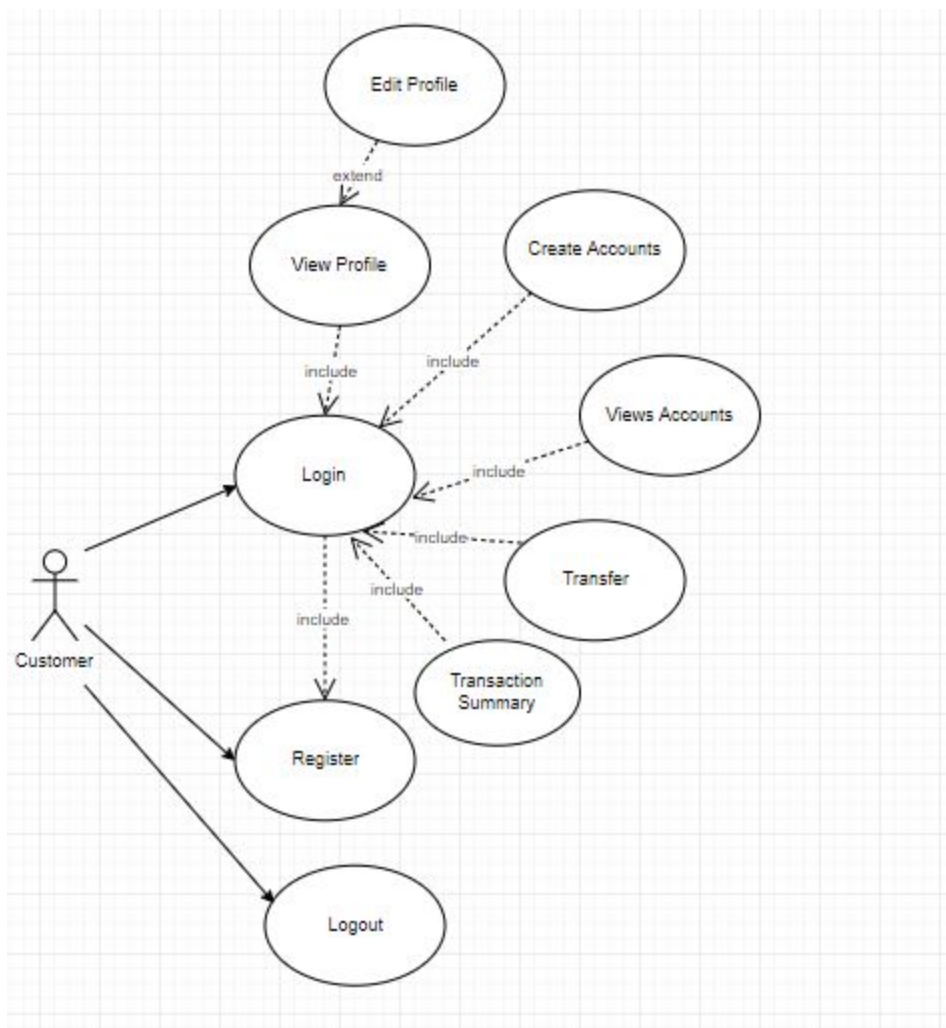 Edit Profile
extend
View Profile
Create Accounts
include
include
Views Accounts
Login
include
include
Transfer
include
include
Customer
Transaction
Summary
Register
Logout